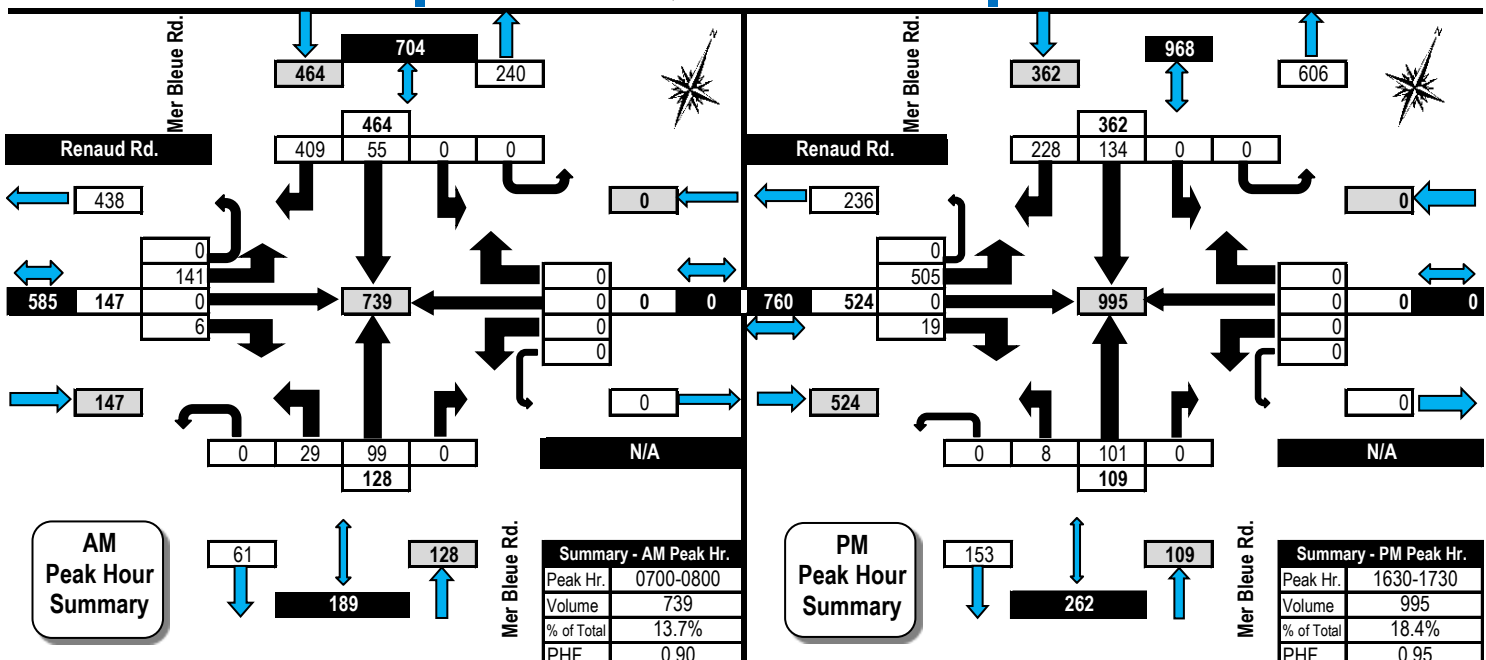 Mer Bleue Rd.
704
464
240
N
464
Renaud Rd.
409 55 0 0
438
0
0
141
0
585 147 0 739 0 0 0
6
0
0
147
0
0 29 99 0
N/A
128
AM
Peak Hour
Summary
61
128
189
Mer Bleue Rd.
Summary - AM Peak Hr.
Peak Hr. 0700-0800
Volume 739
% of Total 13.7%
PHF 0.90
Mer Bleue Rd.
968
362
606
N
362
Renaud Rd.
228 134 0 0
236
0
0
505
0
760 524 0 995 0 0 0
19
0
0
524
0
0 8 101 0
N/A
109
PM
Peak Hour
Summary
153
109
262
Mer Bleue Rd.
Summary - PM Peak Hr.
Peak Hr. 1630-1730
Volume 995
% of Total 18.4%
PHF 0.95